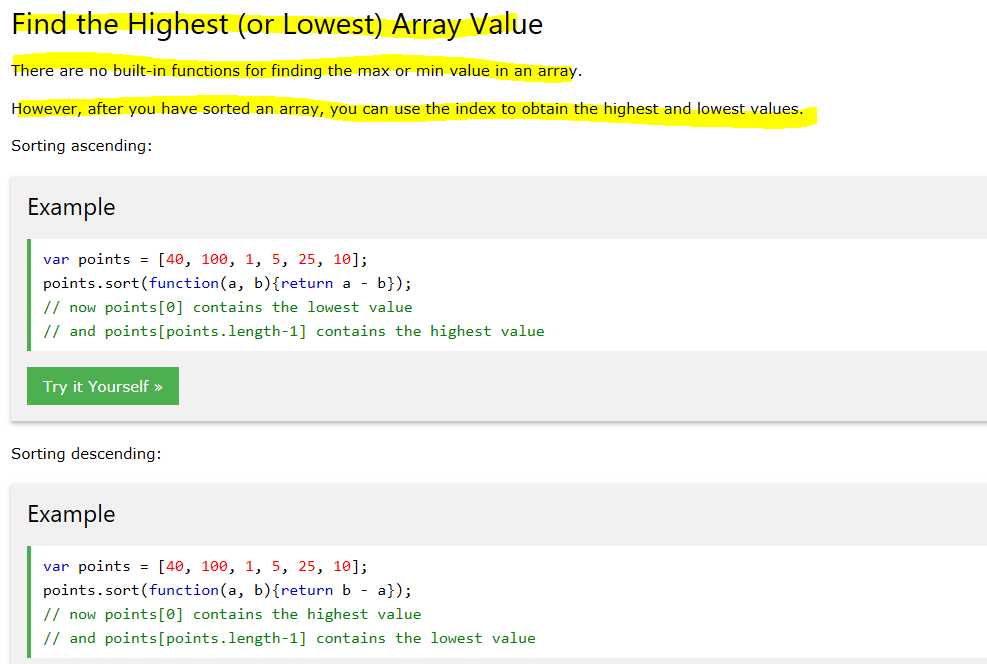 Find the Highest (or Lowest) Array Value
There are no built-in functions for finding the max or min value in an array.
However, after you have sorted an array, you can use the index to obtain the highest and lowest values.
Sorting ascending:
Example
var points = [40, 100, 1, 5, 25, 10];
points.sort(function(a, b){return a - b});
// now points[0] contains the lowest value
// and points[points.length-1] contains the highest value
Try it Yourself »
Sorting descending:
Example
var points = [40, 100, 1, 5, 25, 10];
points.sort(function(a, b){return b - a});
// now points[0] contains the highest value
// and points[points.length-1] contains the lowest value